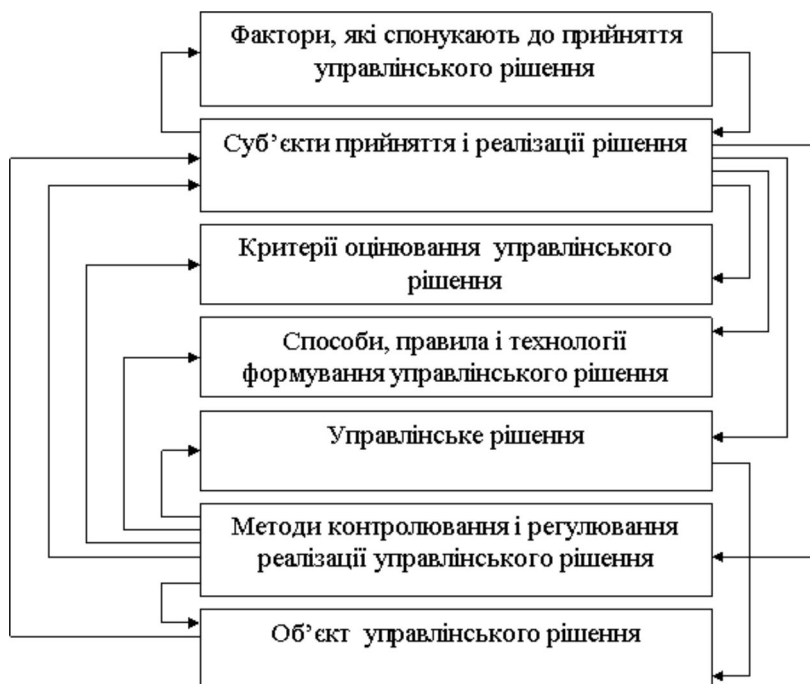 Фактори, які спонукають до прийняття
управлінського рішення
Суб’єкти прийняття і реалізації рішення
Критерії оцінювання управлінського
рішення
Способи, правила і технології
формування управлінського рішення
Управлінське рішення
Методи контролювання і регулювання
реалізації управлінського рішення
Об’єкт управлінського рішення